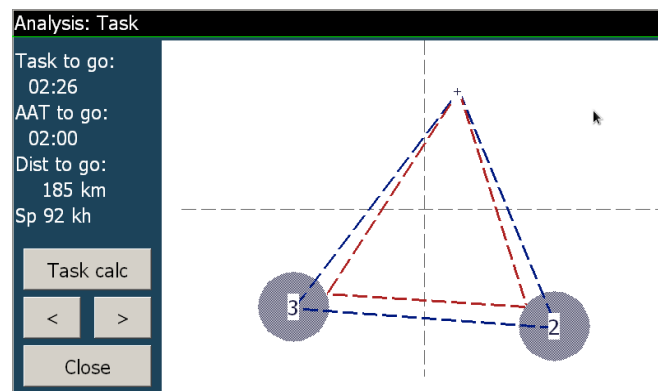 Analysis: Task
Task to go:
02:26
AAT to go:
02:00
Dist to go:
185 km
Sp 92 kh
Task calc
< >
Close
3
2